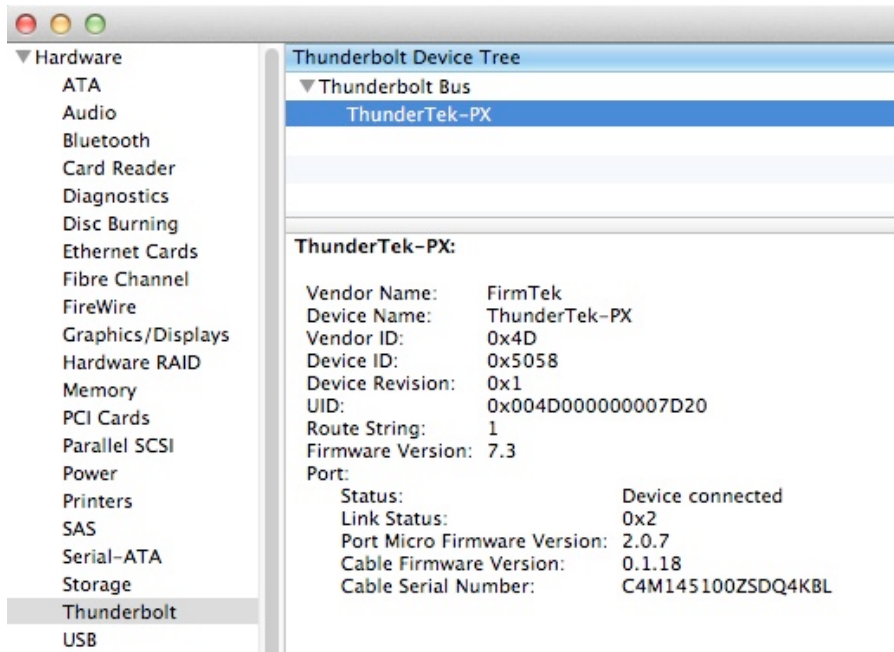 Hardware
ATA
Audio
Bluetooth
Card Reader
Diagnostics
Disc Burning
Ethernet Cards
Fibre Channel
FireWire
Graphics/Displays
Hardware RAID
Memory
PCI Cards
Parallel SCSI
Power
Printers
SAS
Serial-ATA
Storage
Thunderbolt
USB
Thunderbolt Device Tree
Thunderbolt Bus
ThunderTek-PX
ThunderTek-PX:
Vendor Name: FirmTek
Device Name: ThunderTek-PX
Vendor ID: 0x4D
Device ID: 0x5058
Device Revision: 0x1
UID: 0x004D000000007D20
Route String: 1
Firmware Version: 7.3
Port:
Status: Device connected
Link Status: 0x2
Port Micro Firmware Version: 2.0.7
Cable Firmware Version: 0.1.18
Cable Serial Number: C4M145100ZSDQ4KBL